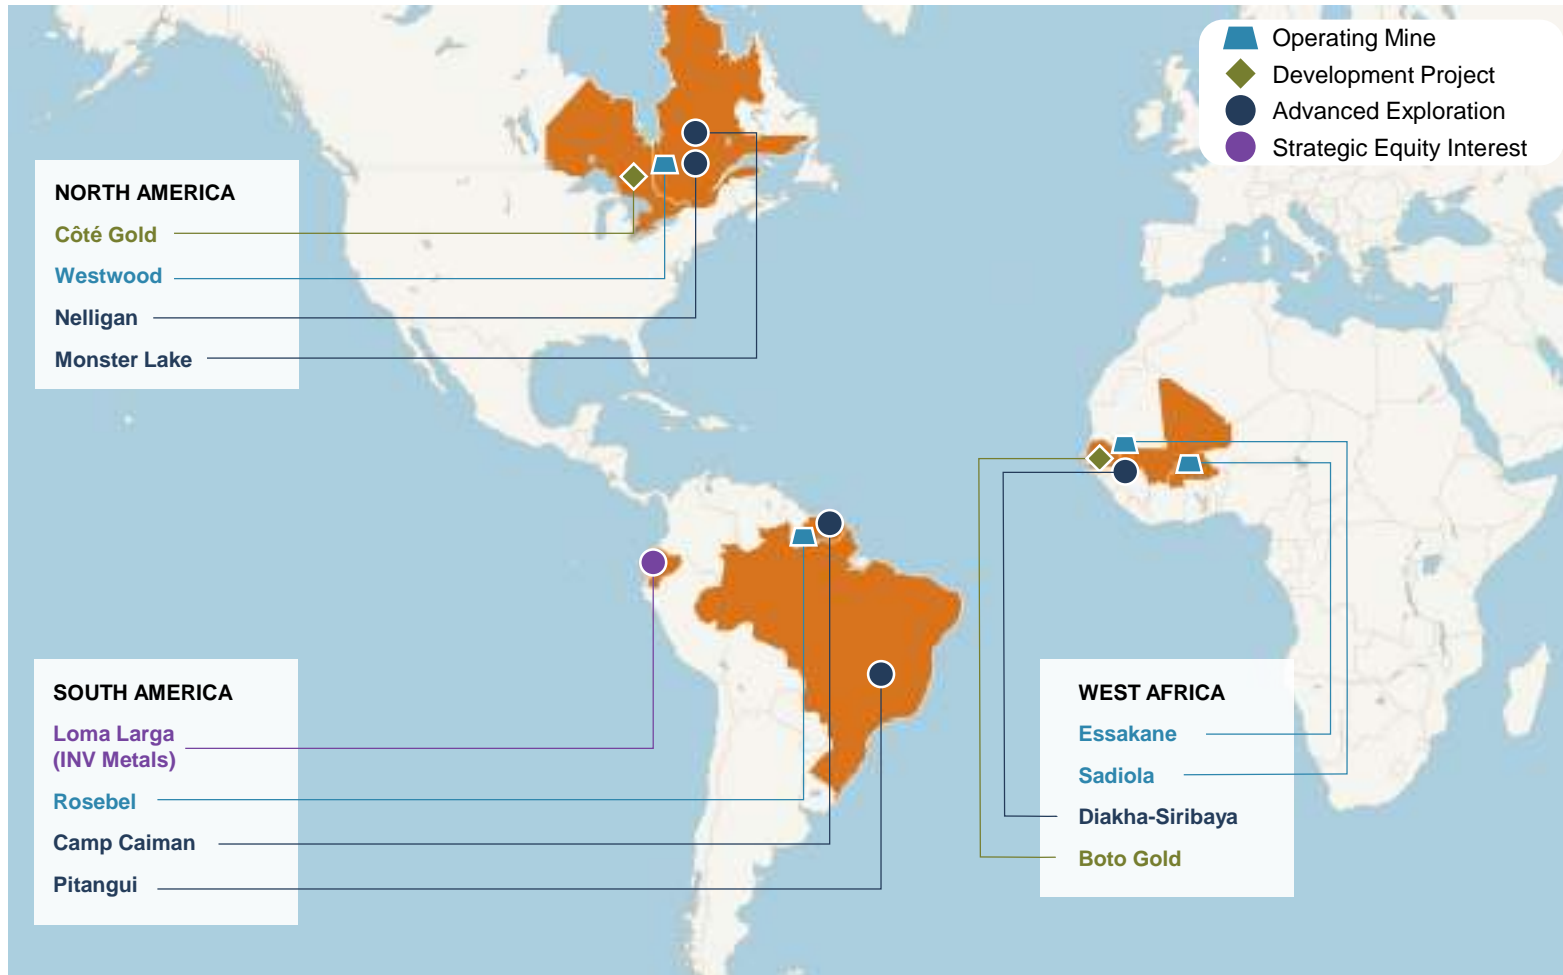 Operating Mine
Development Project
Advanced Exploration
Strategic Equity Interest
NORTH AMERICA
Côté Gold
Westwood
Nelligan
Monster Lake
SOUTH AMERICA
Loma Larga
(INV Metals)
Rosebel
Camp Caiman
Pitangui
WEST AFRICA
Essakane
Sadiola
Diakha-Siribaya
Boto Gold